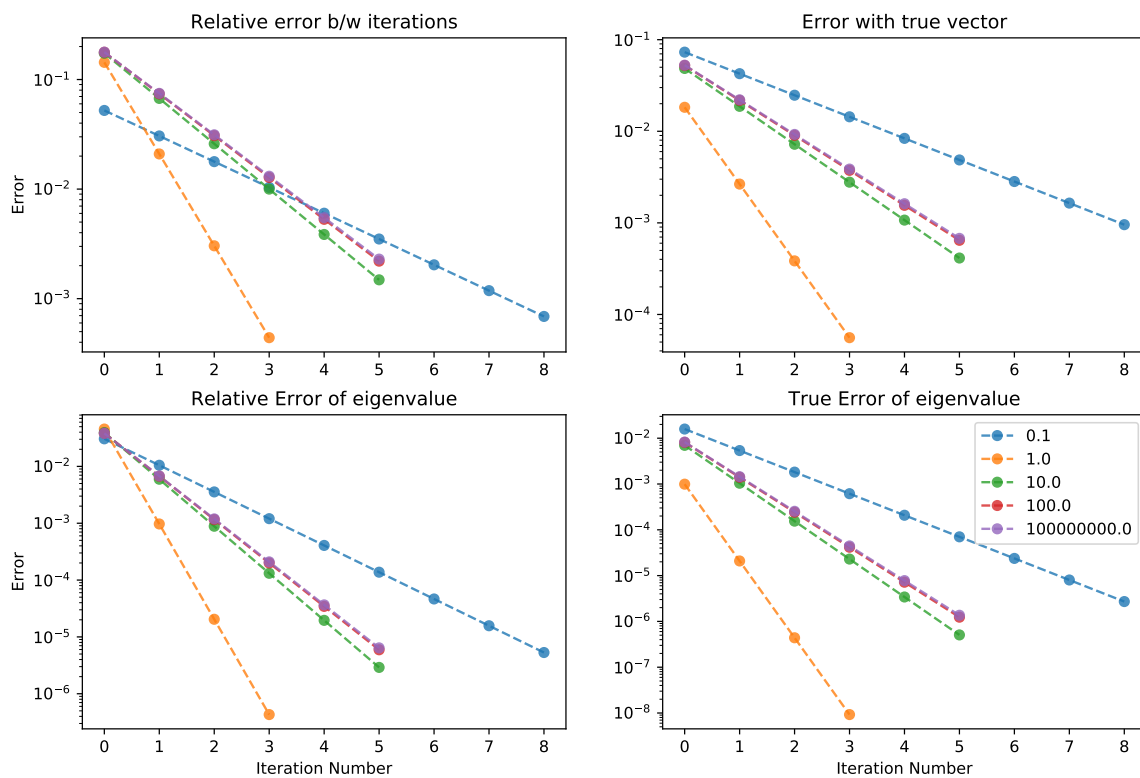 Relative error b/w iterations
Error with true vector
Error
10⁻¹
10⁻²
10⁻³
0 1 2 3 4 5 6 7 8
10⁻¹
10⁻²
10⁻³
10⁻⁴
0 1 2 3 4 5 6 7 8
Relative Error of eigenvalue
True Error of eigenvalue
Error
10⁻²
10⁻³
10⁻⁴
10⁻⁵
10⁻⁶
0 1 2 3 4 5 6 7 8
Iteration Number
10⁻²
10⁻³
10⁻⁴
10⁻⁵
10⁻⁶
10⁻⁷
10⁻⁸
0.1
1.0
10.0
100.0
100000000.0
0 1 2 3 4 5 6 7 8
Iteration Number